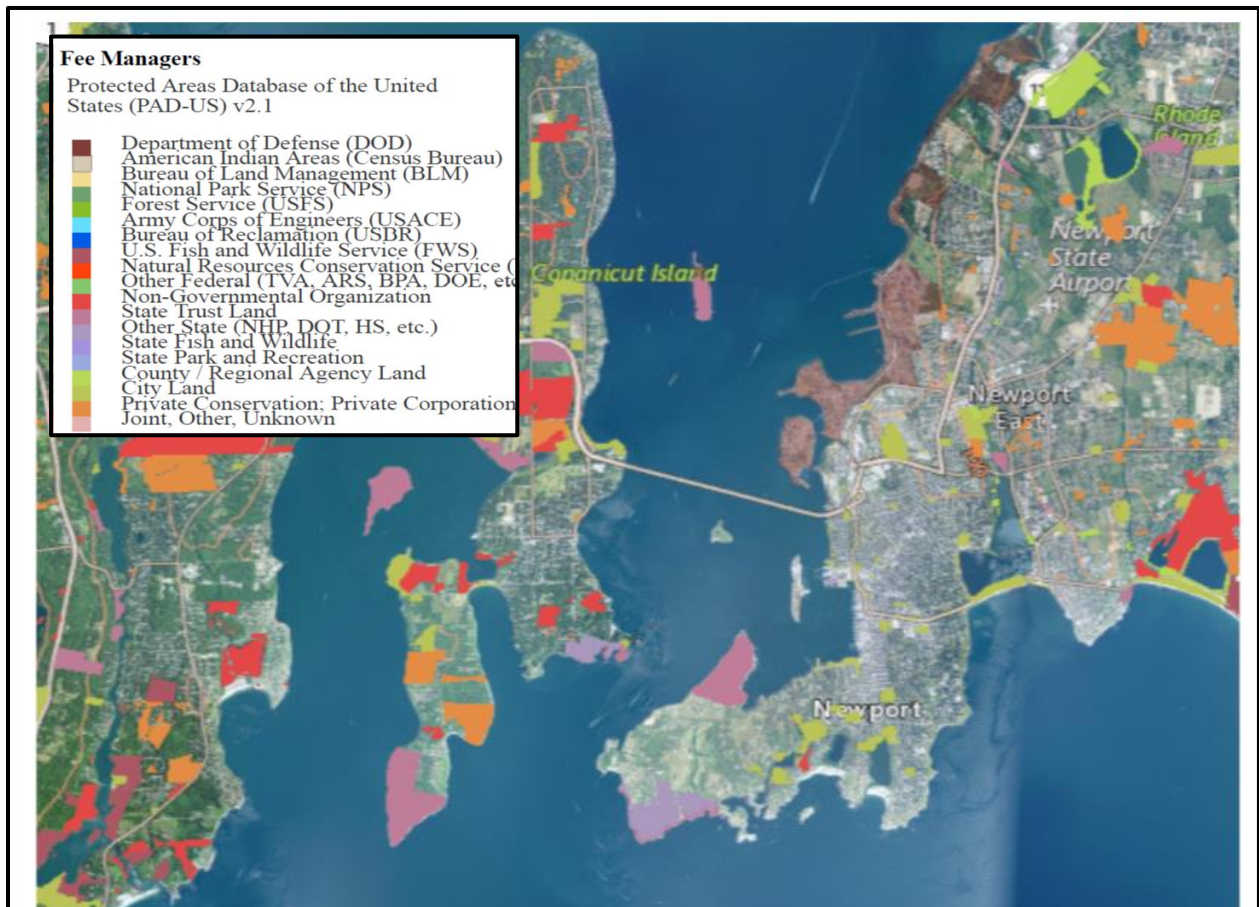 Fee Managers
Protected Areas Database of the United
States (PAD-US) v2.1
Department of Defense (DOD)
American Indian Areas (Census Bureau)
Bureau of Land Management (BLM)
National Park Service (NPS)
Forest Service (USFS)
Army Corps of Engineers (USACE)
Bureau of Reclamation (USBR)
U.S. Fish and Wildlife Service (FWS)
Natural Resources Conservation Service (
Other Federal (TVA, ARS, BPA, DOE, etc
Non-Governmental Organization
State Trust Land
Other State (NHP, DOT, HS, etc.)
State Fish and Wildlife
State Park and Recreation
County / Regional Agency Land
City Land
Private Conservation; Private Corporation
Joint, Other, Unknown
Rhode
Island
Newport
State
Airport
Conanicut Island
Newport
East
Newport